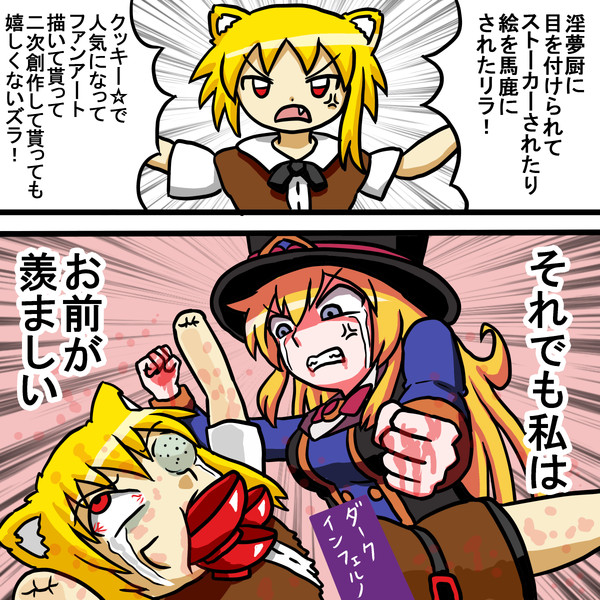 淫夢厨に
目を付けられて
ストーカーされたり
絵を馬鹿に
されたリラ！
クッキー☆で
人気になって
ファンアート
描いて貰って
二次創作して貰っても
嬉しくないズラ！
それでも私は
お前が
羨ましい
ダーク
インフェルノ